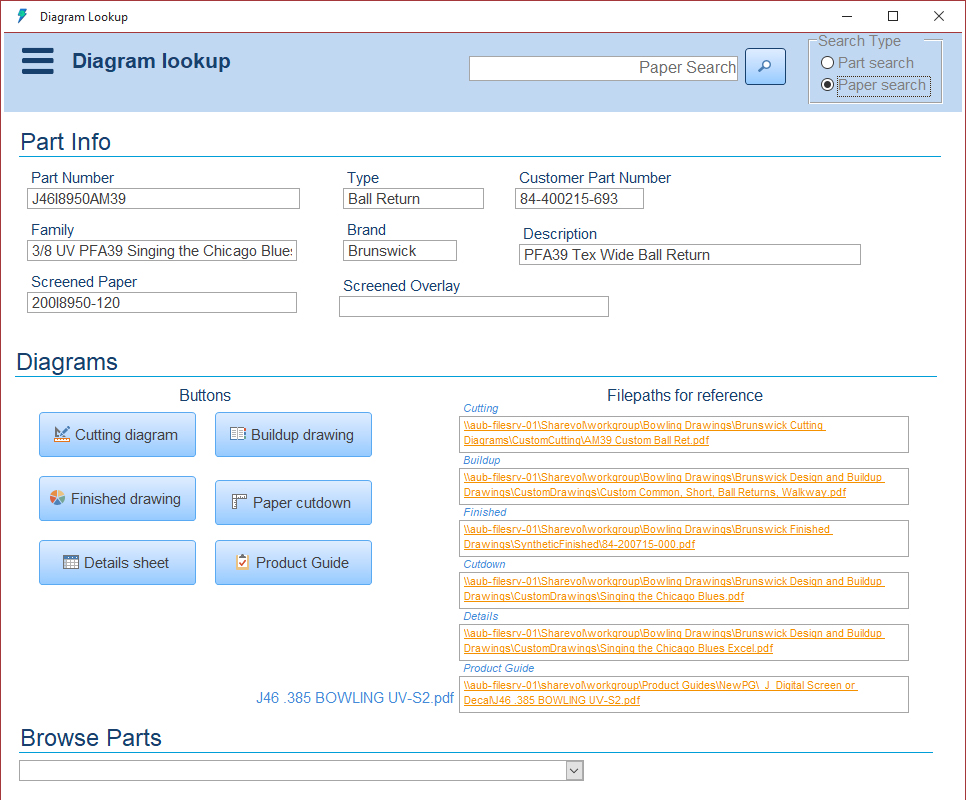 Diagram Lookup
Diagram lookup
Paper Search
Search Type
Part search
Paper search
Part Info
Part Number
Type
Customer Part Number
J46I8950AM39
Ball Return
84-400215-693
Family
Brand
Description
3/8 UV PFA39 Singing the Chicago Blues
Brunswick
PFA39 Tex Wide Ball Return
Screened Paper
Screened Overlay
200I8950-120
Diagrams
Buttons
Filepaths for reference
Cutting diagram
Buildup drawing
Finished drawing
Paper cutdown
Details sheet
Product Guide
Cutting
\\aub-filesrv-01\Sharevol\workgroup\Bowling Drawings\Brunswick Cutting
Diagrams\CustomCutting\AM39 Custom Ball Ret.pdf
Buildup
\\aub-filesrv-01\Sharevol\workgroup\Bowling Drawings\Brunswick Design and Buildup
Drawings\CustomDrawings\Custom Common, Short, Ball Returns, Walkway.pdf
Finished
\\aub-filesrv-01\Sharevol\workgroup\Bowling Drawings\Brunswick Finished
Drawings\SyntheticFinished\84-200715-000.pdf
Cutdown
\\aub-filesrv-01\Sharevol\workgroup\Bowling Drawings\Brunswick Design and Buildup
Drawings\CustomDrawings\Singing the Chicago Blues.pdf
Details
\\aub-filesrv-01\Sharevol\workgroup\Bowling Drawings\Brunswick Design and Buildup
Drawings\CustomDrawings\Singing the Chicago Blues Excel.pdf
Product Guide
\\aub-filesrv-01\sharevol\workgroup\Product Guides\NewPG\_J_Digital Screen or
Decal\J46 .385 BOWLING UV-S2.pdf
J46 .385 BOWLING UV-S2.pdf
Browse Parts